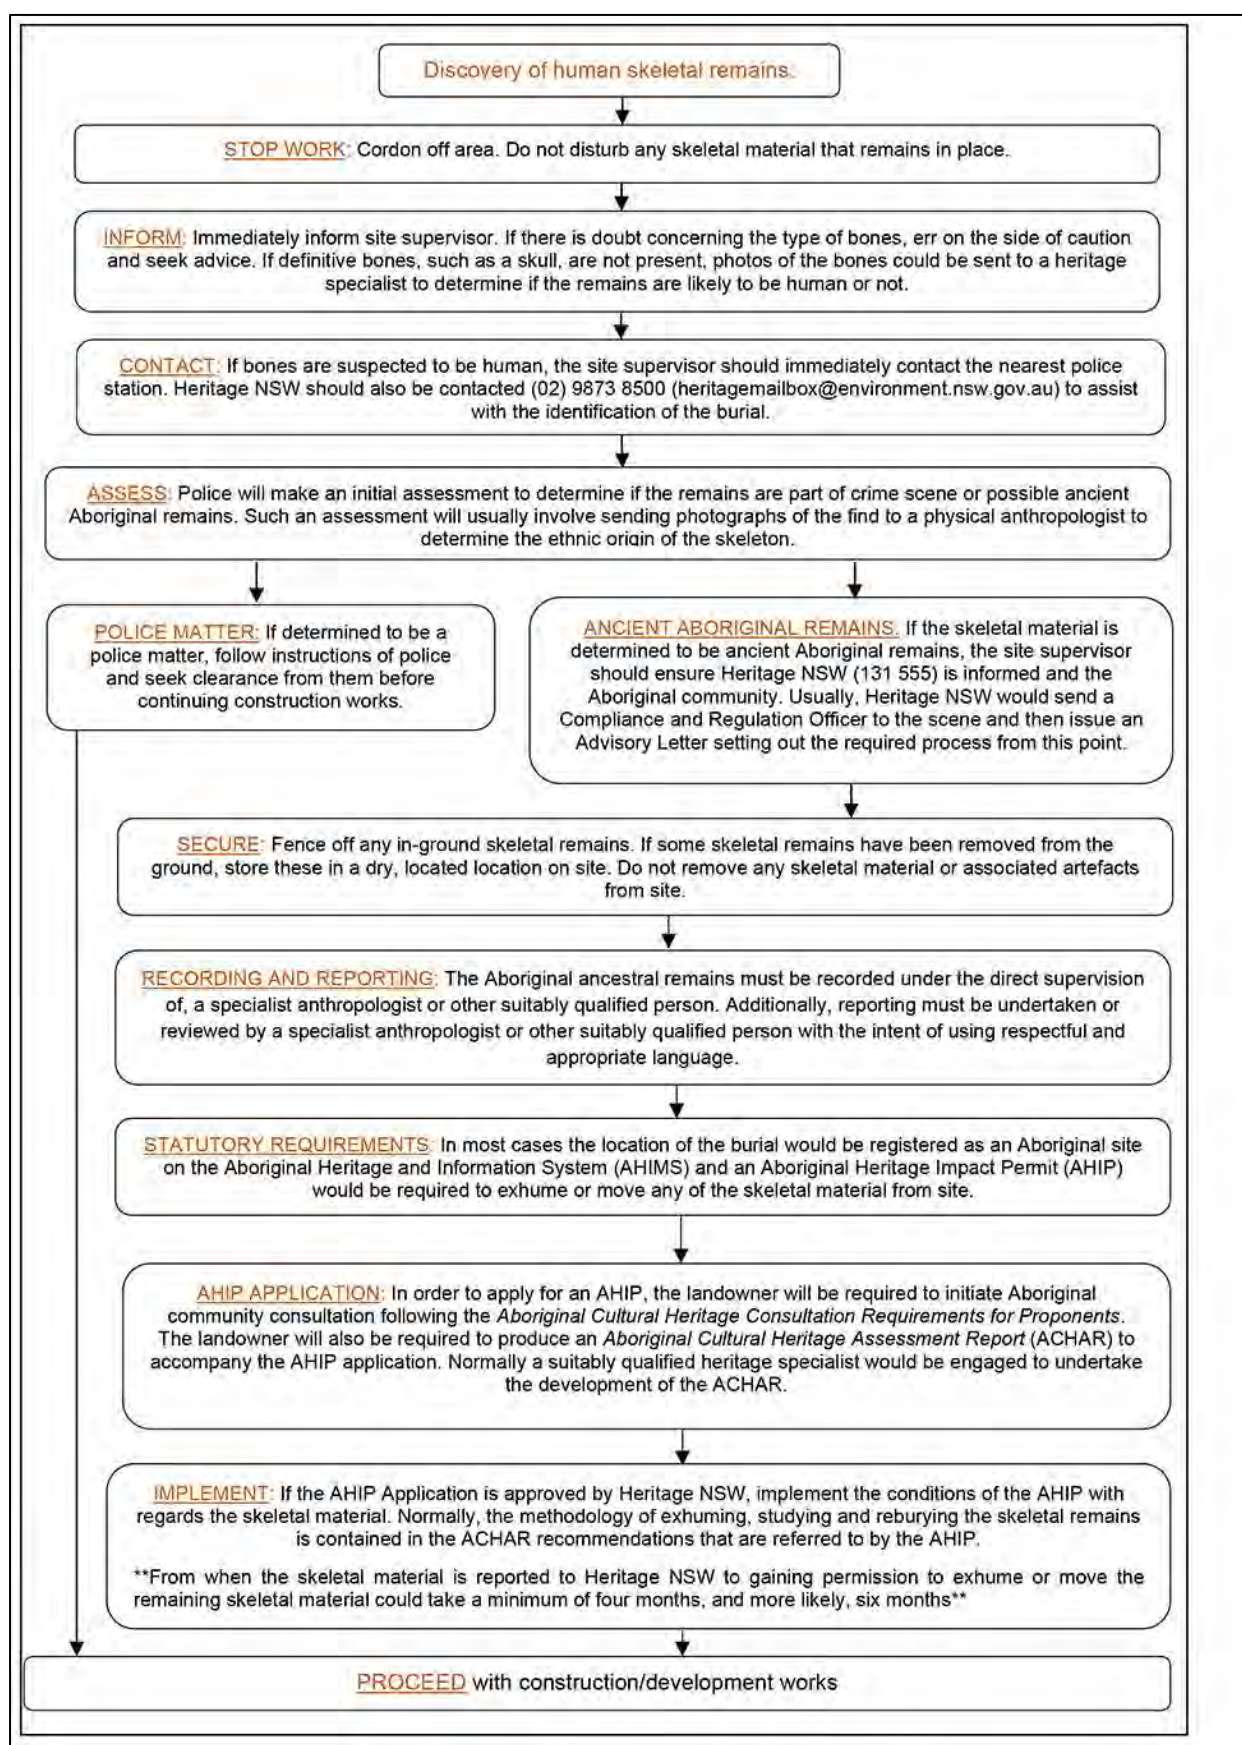 Discovery of human skeletal remains.
STOP WORK: Cordon off area. Do not disturb any skeletal material that remains in place.
INFORM: Immediately inform site supervisor. If there is doubt concerning the type of bones, err on the side of caution
and seek advice. If definitive bones, such as a skull, are not present, photos of the bones could be sent to a heritage
specialist to determine if the remains are likely to be human or not.
CONTACT: If bones are suspected to be human, the site supervisor should immediately contact the nearest police
station. Heritage NSW should also be contacted (02) 9873 8500 (heritagemailbox@environment.nsw.gov.au) to assist
with the identification of the burial.
ASSESS: Police will make an initial assessment to determine if the remains are part of crime scene or possible ancient
Aboriginal remains. Such an assessment will usually involve sending photographs of the find to a physical anthropologist to
determine the ethnic origin of the skeleton.
POLICE MATTER: If determined to be a
police matter, follow instructions of police
and seek clearance from them before
continuing construction works.
ANCIENT ABORIGINAL REMAINS. If the skeletal material is
determined to be ancient Aboriginal remains, the site supervisor
should ensure Heritage NSW (131 555) is informed and the
Aboriginal community. Usually, Heritage NSW would send a
Compliance and Regulation Officer to the scene and then issue an
Advisory Letter setting out the required process from this point.
SECURE: Fence off any in-ground skeletal remains. If some skeletal remains have been removed from the
ground, store these in a dry, located location on site. Do not remove any skeletal material or associated artefacts
from site.
RECORDING AND REPORTING: The Aboriginal ancestral remains must be recorded under the direct supervision
of, a specialist anthropologist or other suitably qualified person. Additionally, reporting must be undertaken or
reviewed by a specialist anthropologist or other suitably qualified person with the intent of using respectful and
appropriate language.
STATUTORY REQUIREMENTS: In most cases the location of the burial would be registered as an Aboriginal site
on the Aboriginal Heritage and Information System (AHIMS) and an Aboriginal Heritage Impact Permit (AHIP)
would be required to exhume or move any of the skeletal material from site.
AHIP APPLICATION: In order to apply for an AHIP, the landowner will be required to initiate Aboriginal
community consultation following the Aboriginal Cultural Heritage Consultation Requirements for Proponents.
The landowner will also be required to produce an Aboriginal Cultural Heritage Assessment Report (ACHAR) to
accompany the AHIP application. Normally a suitably qualified heritage specialist would be engaged to undertake
the development of the ACHAR.
IMPLEMENT: If the AHIP Application is approved by Heritage NSW, implement the conditions of the AHIP with
regards the skeletal material. Normally, the methodology of exhuming, studying and reburying the skeletal remains
is contained in the ACHAR recommendations that are referred to by the AHIP.
**From when the skeletal material is reported to Heritage NSW to gaining permission to exhume or move the
remaining skeletal material could take a minimum of four months, and more likely, six months**
PROCEED with construction/development works